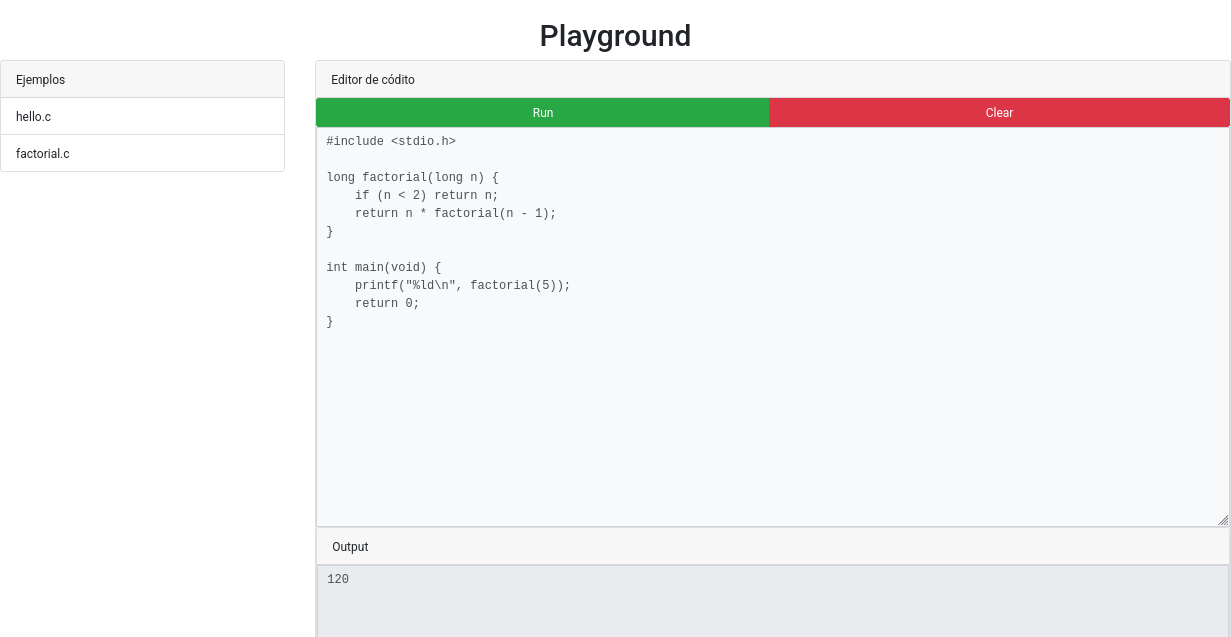 Playground
Ejemplos
hello.c
factorial.c
Editor de códito
Run
Clear
#include <stdio.h>

long factorial(long n) {
    if (n < 2) return n;
    return n * factorial(n - 1);
}

int main(void) {
    printf("%ld\n", factorial(5));
    return 0;
}
Output
120